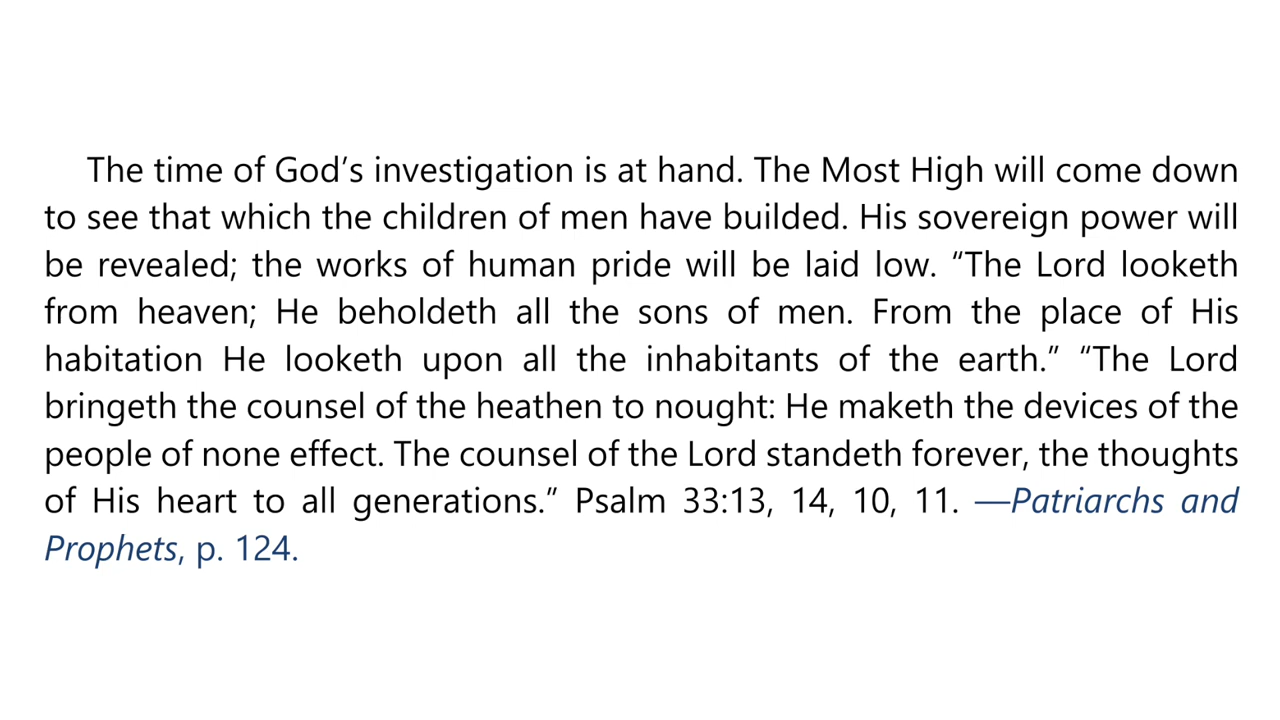 The time of God’s investigation is at hand. The Most High will come down
to see that which the children of men have builded. His sovereign power will
be revealed; the works of human pride will be laid low. “The Lord looketh
from heaven; He beholdeth all the sons of men. From the place of His
habitation He looketh upon all the inhabitants of the earth.” “The Lord
bringeth the counsel of the heathen to nought: He maketh the devices of the
people of none effect. The counsel of the Lord standeth forever, the thoughts
of His heart to all generations.” Psalm 33:13, 14, 10, 11. —Patriarchs and
Prophets, p. 124.